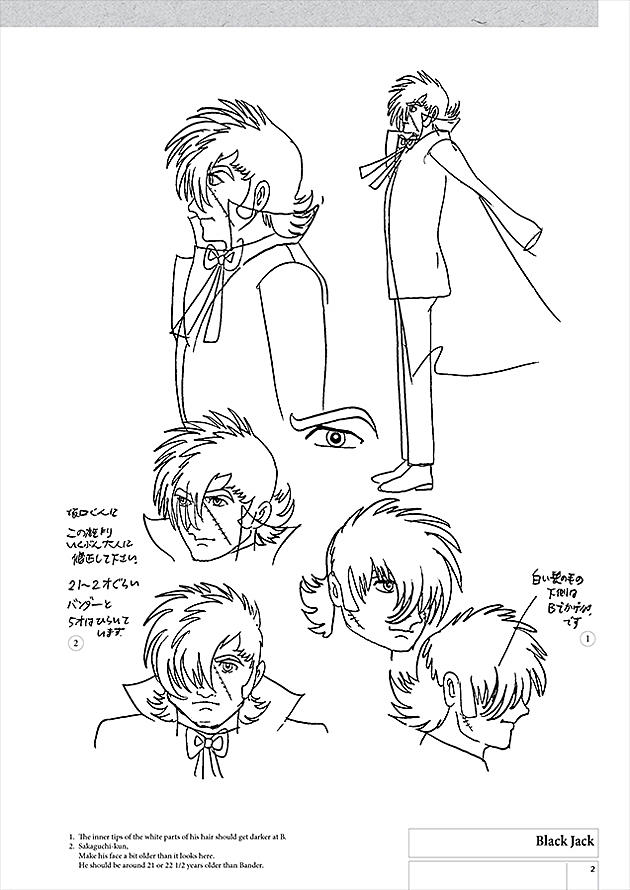 坂口くんに
この絵より
いくぶん大人に
修正して下さい。
21〜2才ぐらい
バンダーと
5才はひらいて
います。
2
白い髪のもの
下側は
です
1
1. The inner tips of the white parts of his hair should get darker at B.
2. Sakaguchi-kun,
Make his face a bit older than it looks here.
He should be around 21 or 22 1/2 years older than Bander.
Black Jack
2